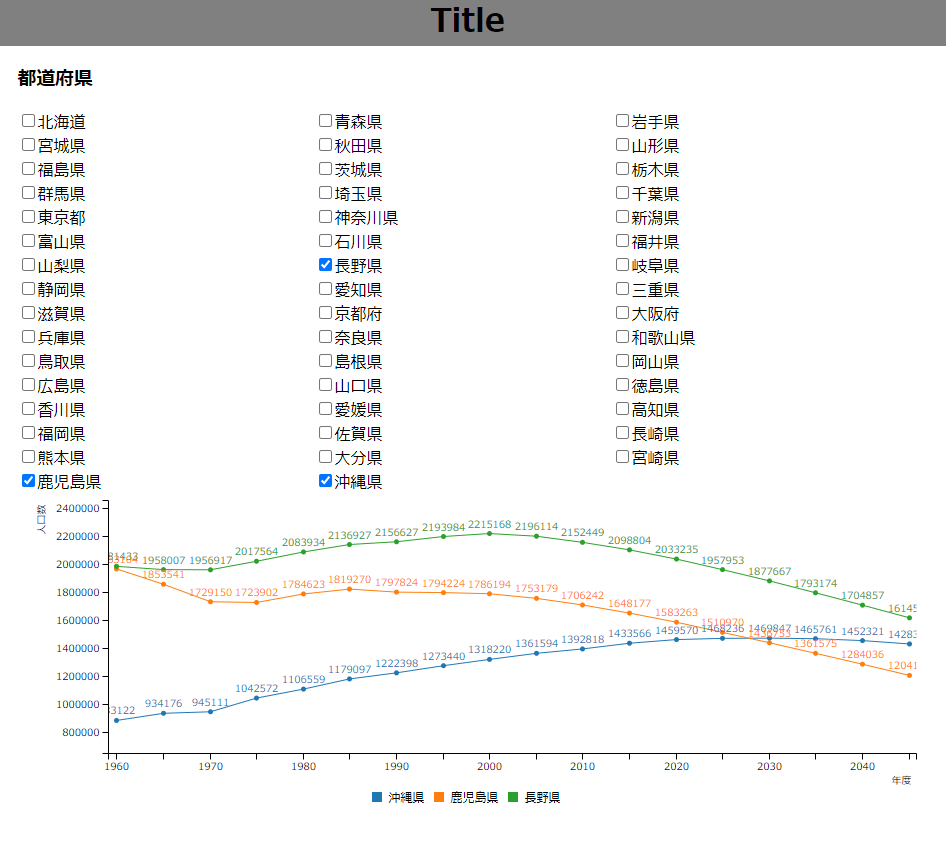 Title
都道府県
北海道 青森県 岩手県
宮城県 秋田県 山形県
福島県 茨城県 栃木県
群馬県 埼玉県 千葉県
東京都 神奈川県 新潟県
富山県 石川県 福井県
山梨県 長野県 岐阜県
静岡県 愛知県 三重県
滋賀県 京都府 大阪府
兵庫県 奈良県 和歌山県
鳥取県 島根県 岡山県
広島県 山口県 徳島県
香川県 愛媛県 高知県
福岡県 佐賀県 長崎県
熊本県 大分県 宮崎県
鹿児島県 沖縄県
人口数
2400000
2200000
2000000
1800000
1600000
1400000
1200000
1000000
800000
1958007 1956917 2017564 2083934 2136927 2156627 2193984 2215168 2196114 2152449 2098804 2033235 1957953 1877667 1793174 1704857 16145
1853541 1729150 1723902 1784623 1819270 1797824 1794224 1786194 1753179 1706242 1648177 1583263 1510970 1361575 1284036 12041
3122 934176 945111 1042572 1106559 1179097 1222398 1273440 1318220 1361594 1392818 1433566 1459570 1468236 1469847 1465761 1452321 14283
1960 1970 1980 1990 2000 2010 2020 2030 2040
年度
沖縄県 鹿児島県 長野県